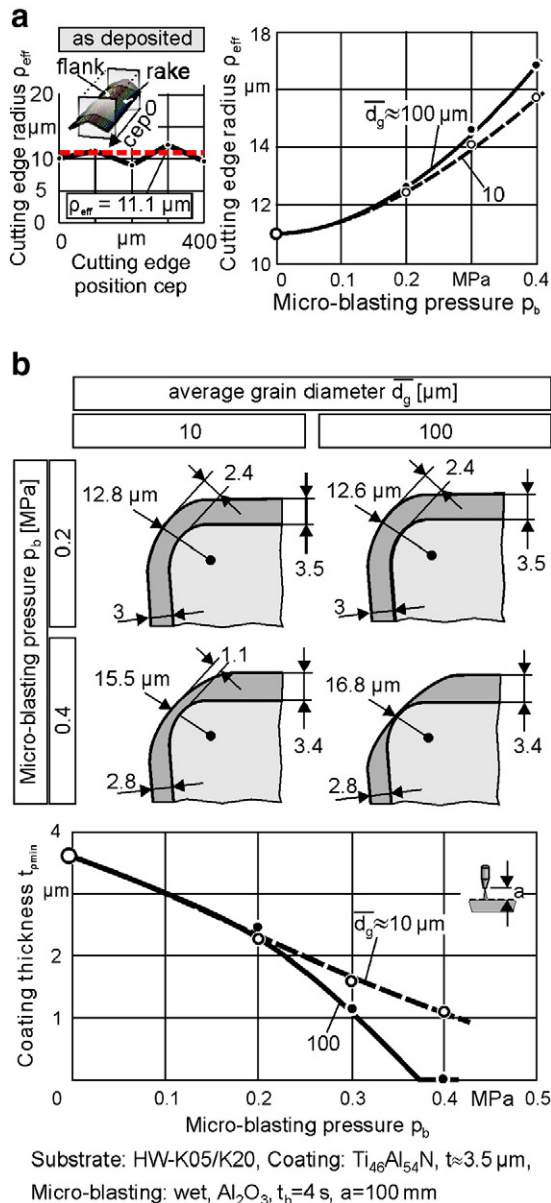 a
as deposited
flank
rake
0
cep
Cutting edge radius ρeff
20
μm
10
5
0
ρeff = 11.1 μm
0
μm
400
Cutting edge
position cep
Cutting edge radius ρeff
18
μm
16
14
12
10
d̅g≈100 μm
10
0
0.1
0.2
MPa
0.4
Micro-blasting pressure pb
b
average grain diameter d̅g [μm]
10
100
Micro-blasting pressure pb [MPa]
0.2
0.4
12.8 μm
2.4
3.5
3
12.6 μm
2.4
3.5
3
15.5 μm
1.1
3.4
2.8
16.8 μm
3.4
2.8
Coating thickness tρmin
4
μm
2
1
d̅g≈10 μm
100
a
0
0.1
0.2
0.3
0.4
MPa
0.5
Micro-blasting pressure pb
Substrate: HW-K05/K20, Coating: Ti46Al54N, t≈3.5 μm,
Micro-blasting: wet, Al2O3, tb=4 s, a=100 mm